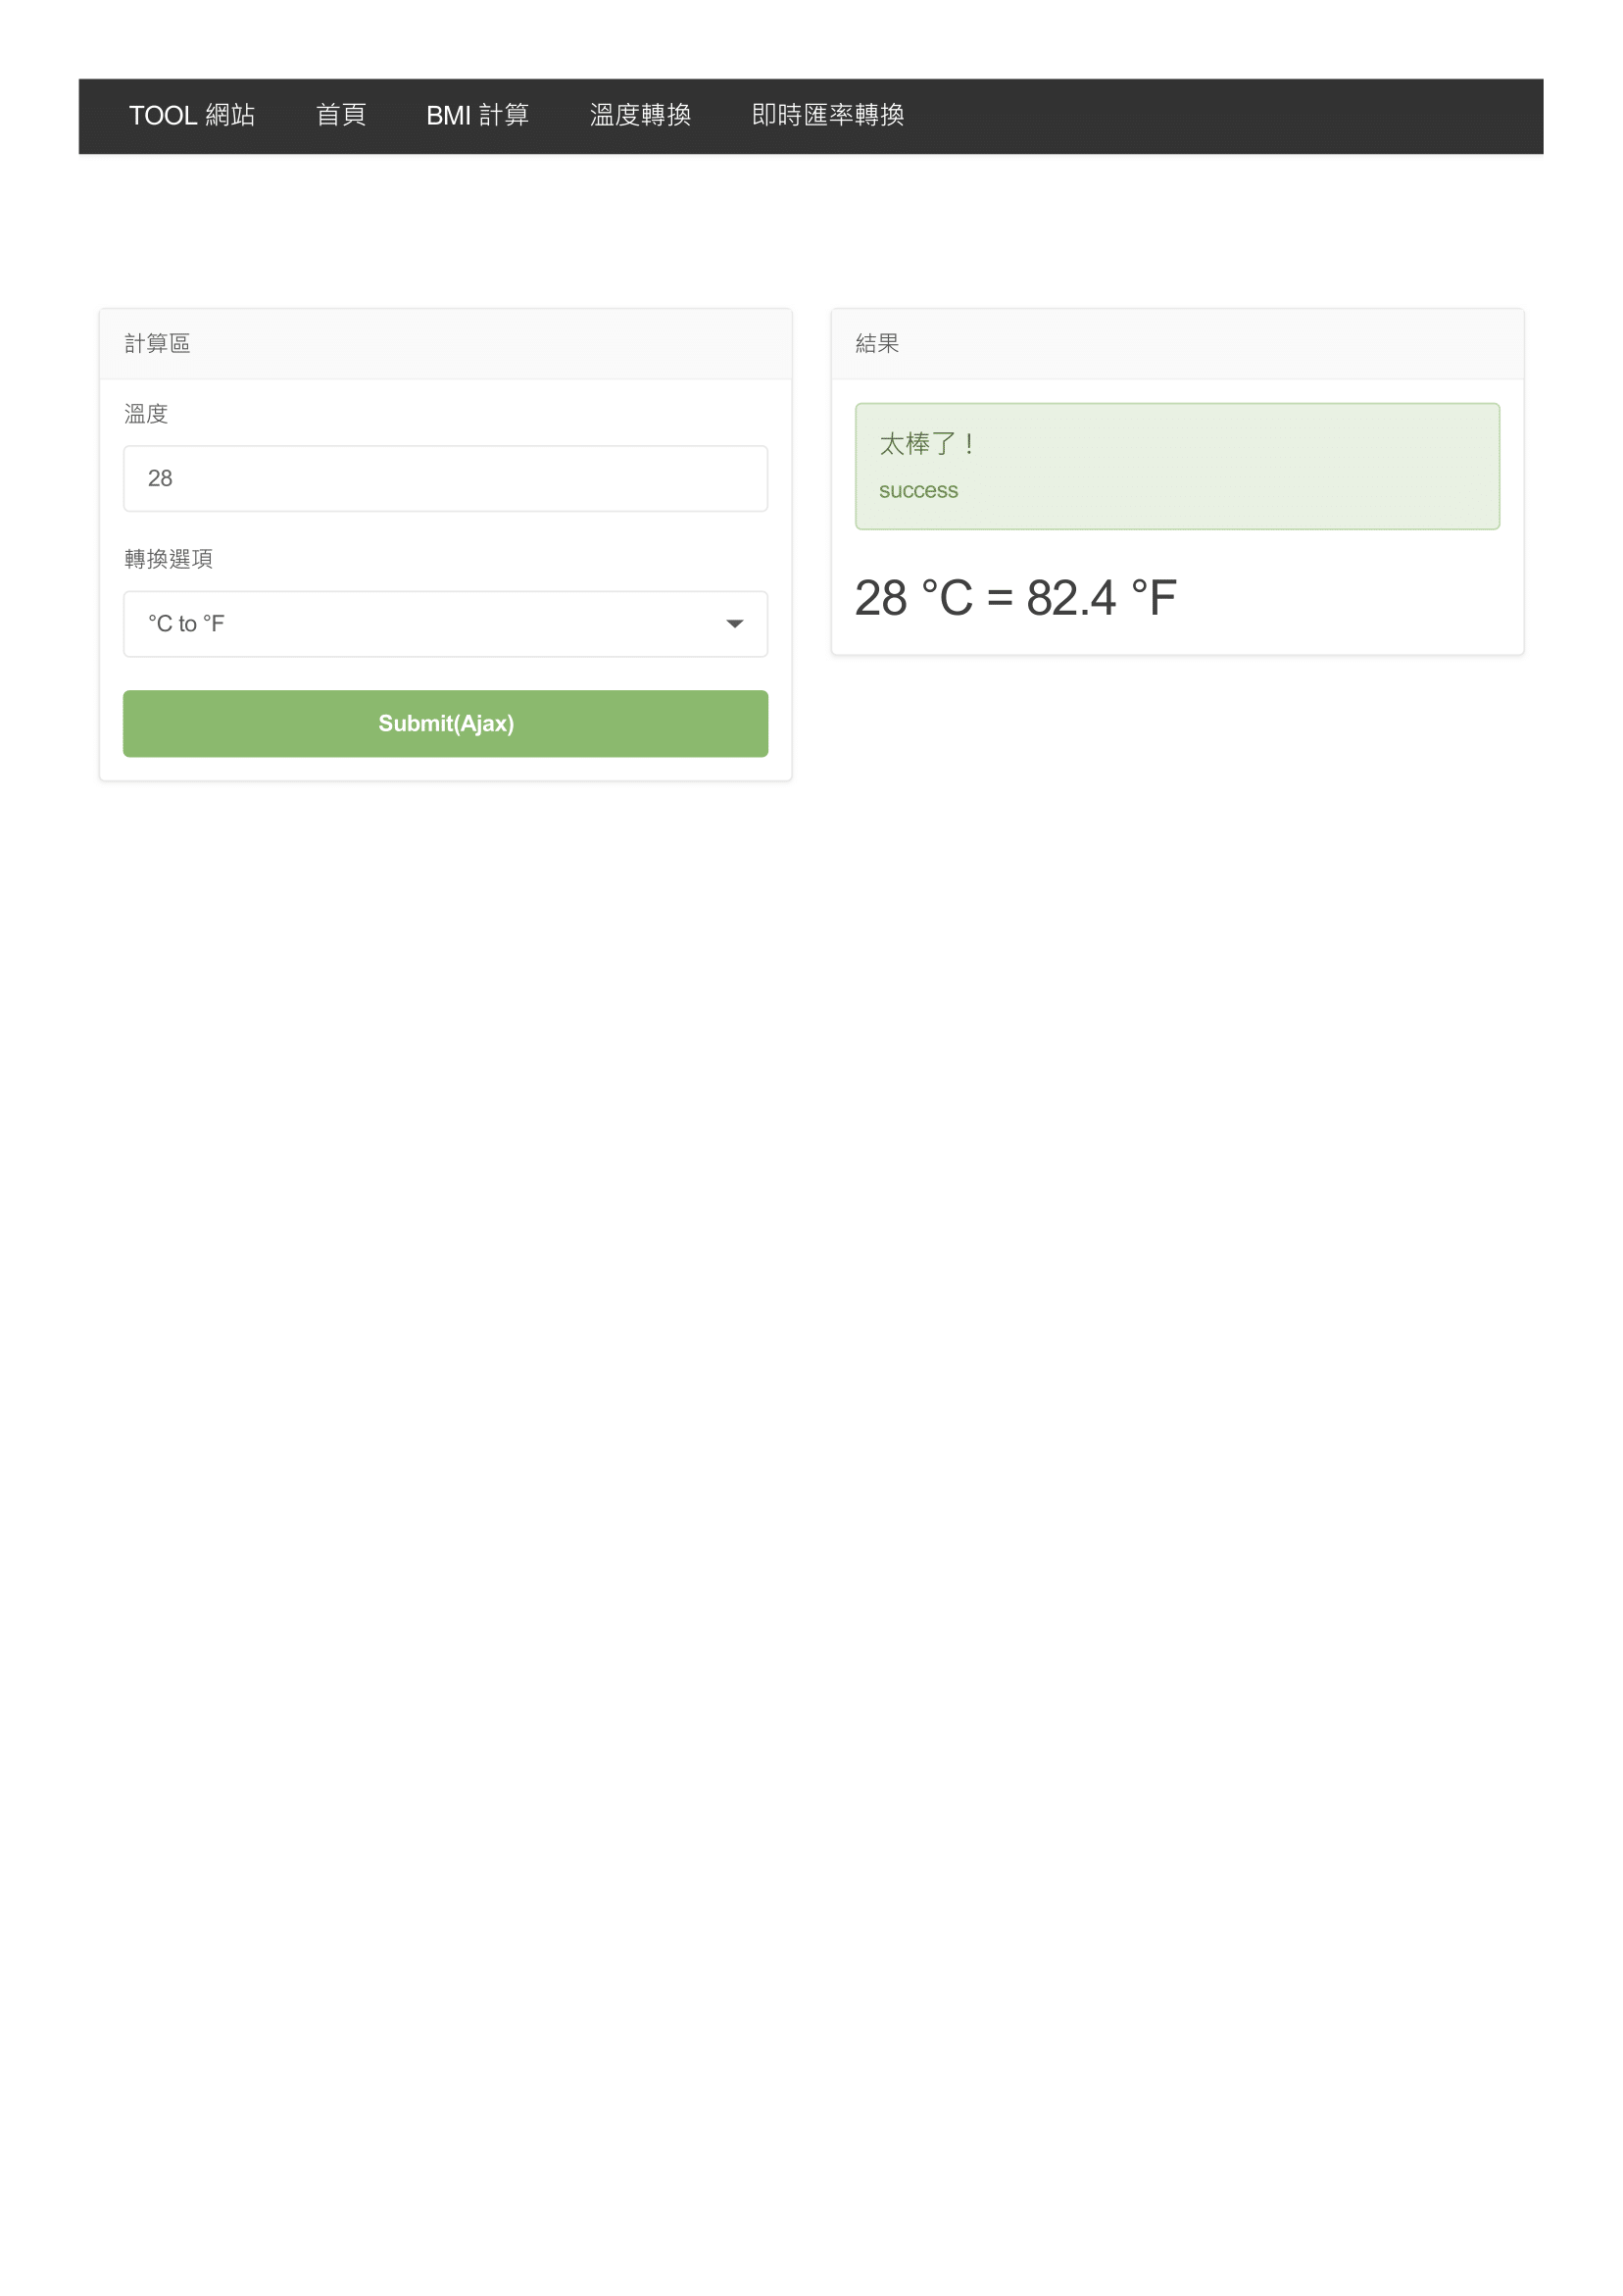 TOOL 網站 首頁 BMI 計算 溫度轉換 即時匯率轉換
計算區
溫度
28
轉換選項
°C to °F
Submit(Ajax)
結果
太棒了！
success
28 °C = 82.4 °F